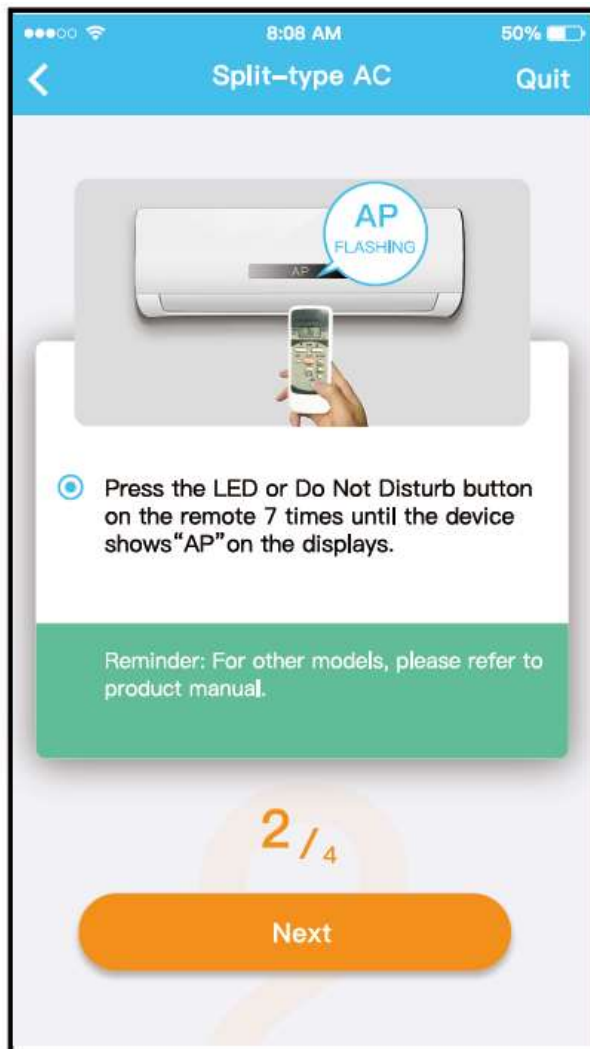 8:08 AM
50%
Split-type AC
Quit
AP
FLASHING
AP
Press the LED or Do Not Disturb button
on the remote 7 times until the device
shows“AP”on the displays.
Reminder: For other models, please refer to
product manual.
2/4
Next